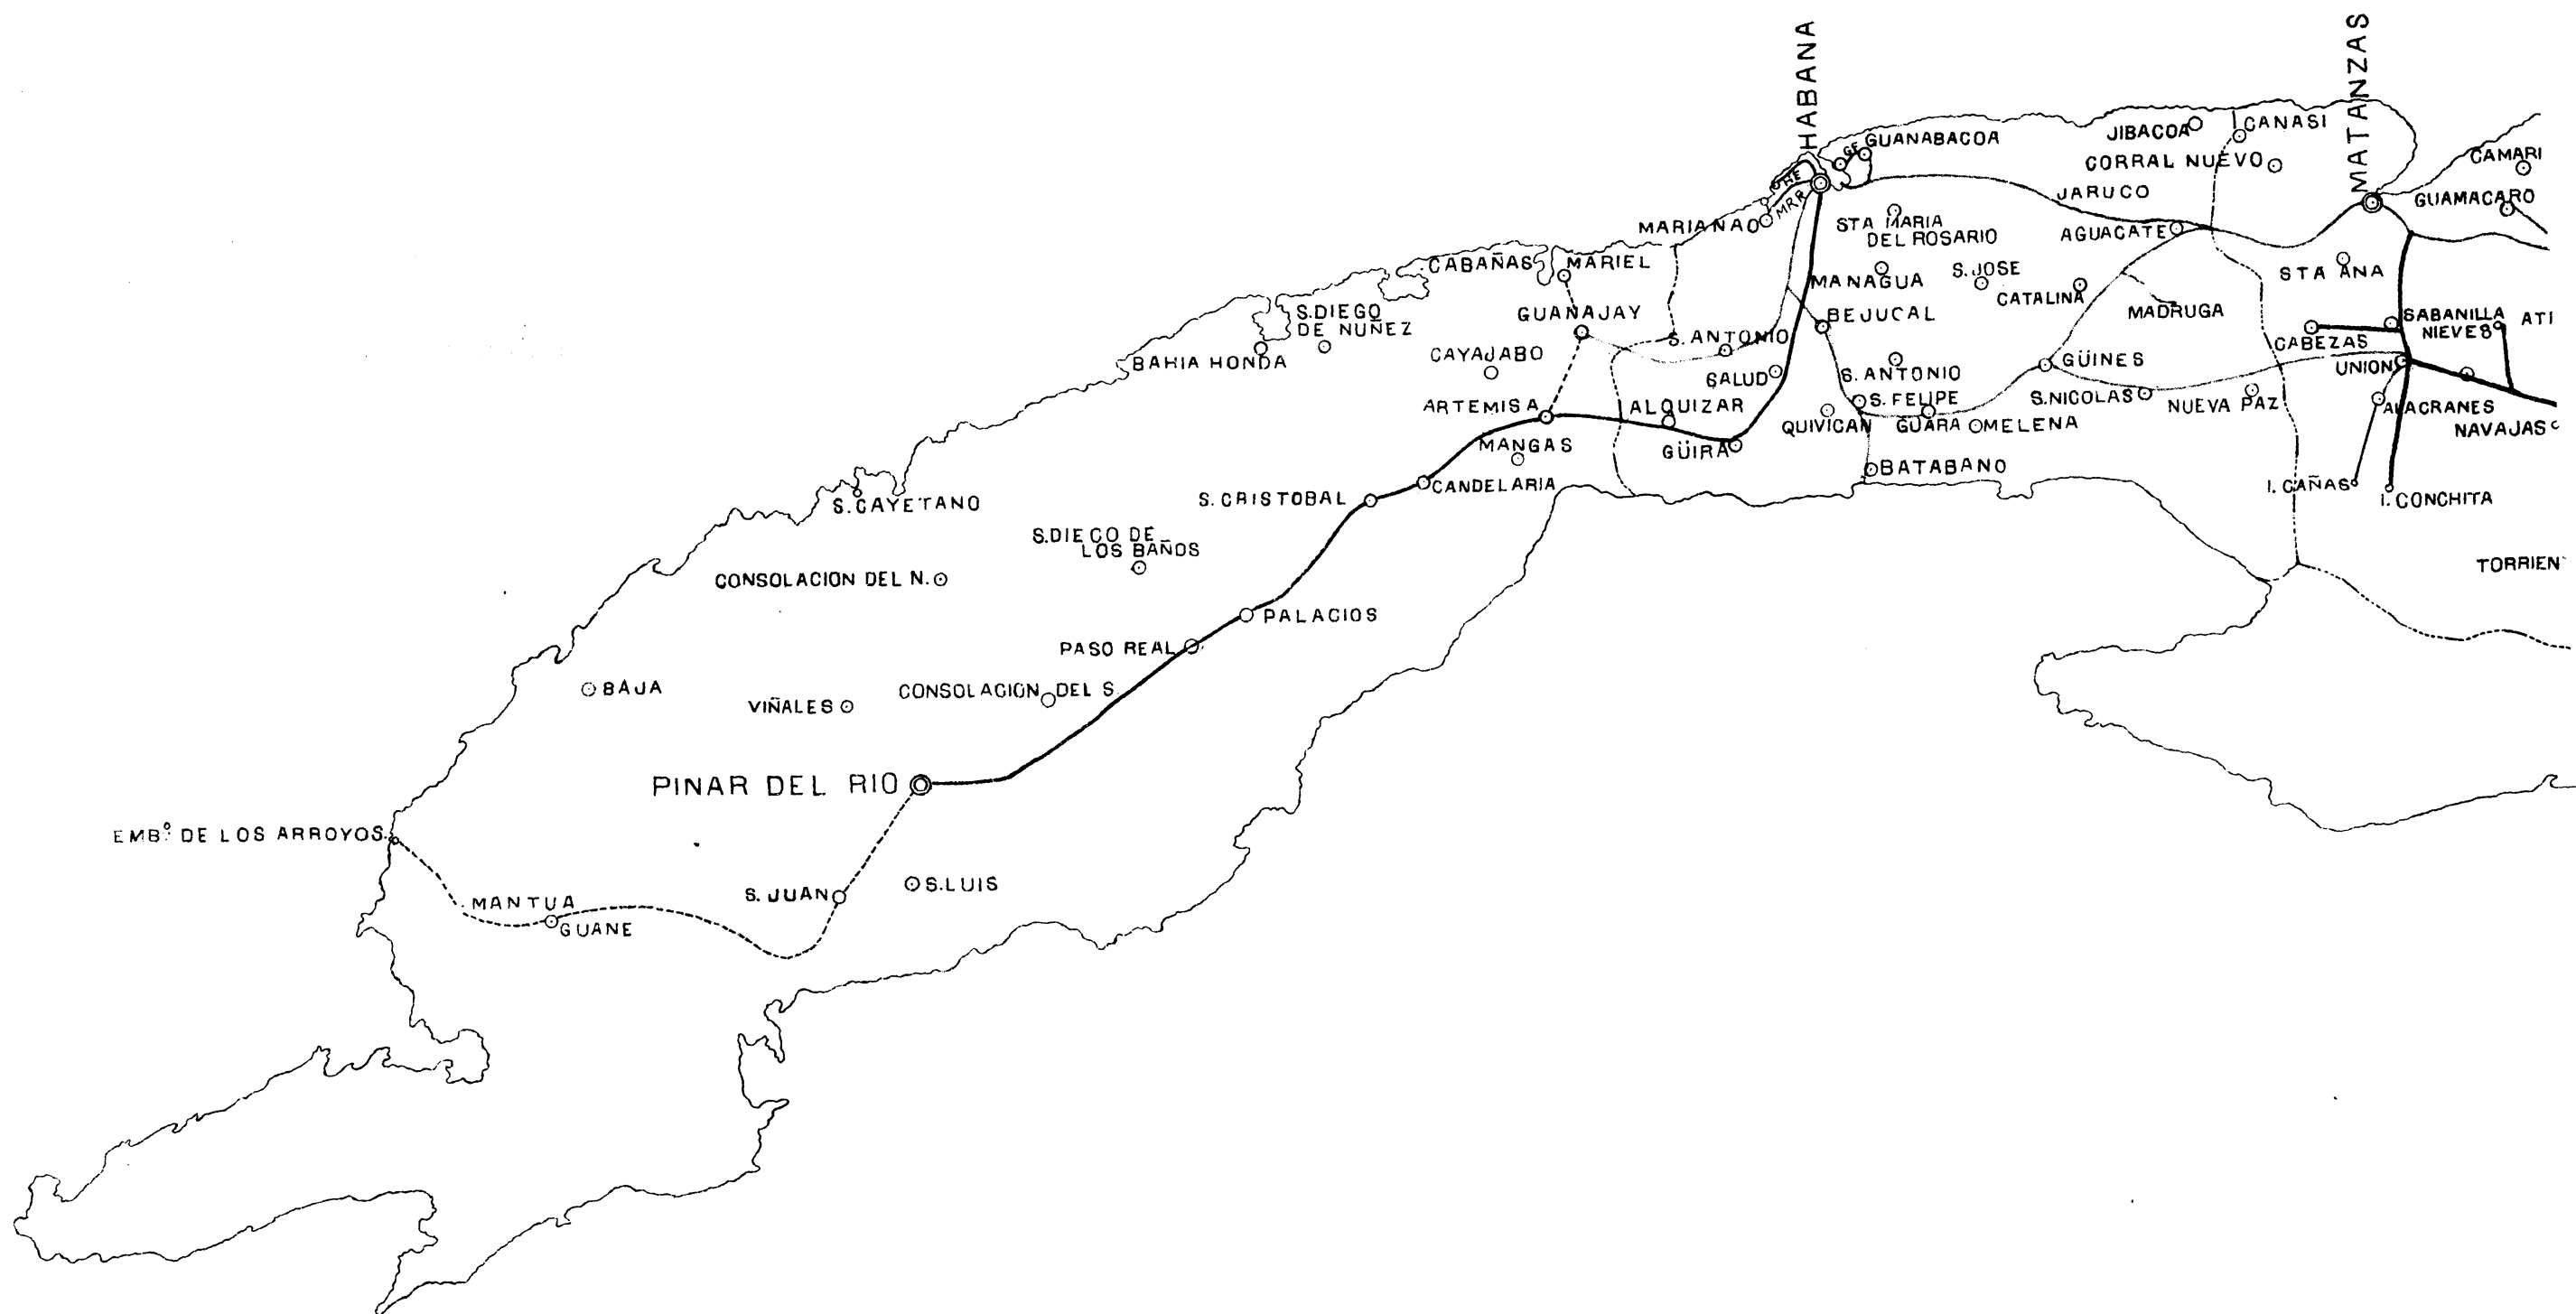 HABANA
MATANZAS
GUANABACOA
GE
JIBACOA
CANASI
CORRAL NUEVO
CAMARI
GUAMACARO
JARUCO
CHE
MRR
MARIANAO
STA MARIA
DEL ROSARIO
AGUACATE
STA ANA
CABAÑAS
MARIEL
MANAGUA
S. JOSE
CATALINA
MADRUGA
S. DIEGO
DE NUÑEZ
GUANAJAY
BEJUCAL
SABANILLA
NIEVES
ATI
CABEZAS
S. ANTONIO
BAHIA HONDA
CAYAJABO
GÜINES
UNION
SALUD
S. ANTONIO
S. FELIPE
S. NICOLAS
NUEVA PAZ
ALACRANES
ARTEMISA
ALQUIZAR
QUIVICAN
GUARA
MELENA
NAVAJAS
MANGAS
GÜIRA
BATABANO
S. CAYETANO
S. CRISTOBAL
CANDELARIA
I. CAÑAS
I. CONCHITA
S. DIEGO DE
LOS BAÑOS
CONSOLACION DEL N.
TORRIEN
PALACIOS
PASO REAL
BAJA
VIÑALES
CONSOLACION DEL S.
PINAR DEL RIO
EMBº. DE LOS ARROYOS.
S. JUAN
S. LUIS
MANTUA
GUANE